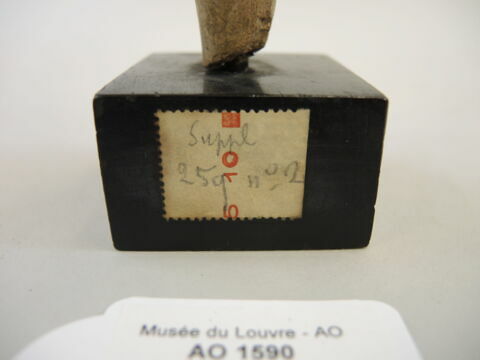 Suppl
259 n° 2
Musée du Louvre - AO
AO 1590